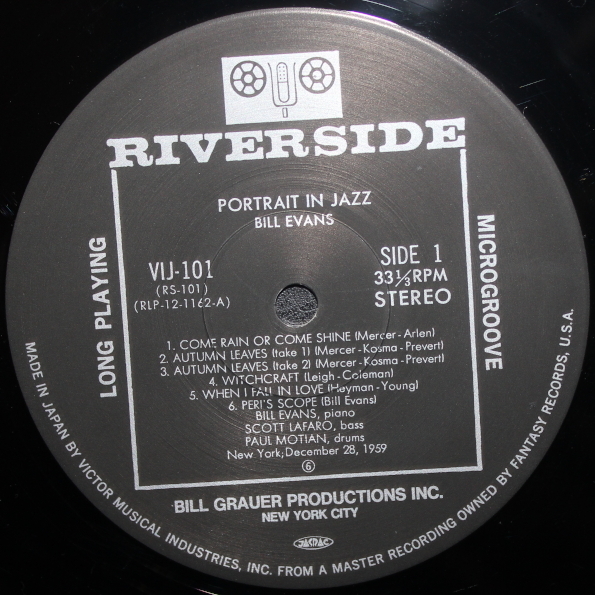 RIVERSIDE
PORTRAIT IN JAZZ
BILL EVANS
VIJ-101
(RS-101)
(RLP-12-1162-A)
SIDE 1
33⅓RPM
STEREO
LONG PLAYING
MICROGROOVE
1. COME RAIN OR COME SHINE (Mercer-Arlen)
2. AUTUMN LEAVES (take 1) (Mercer-Kosma-Prevert)
3. AUTUMN LEAVES (take 2) (Mercer-Kosma-Prevert)
4. WITCHCRAFT (Leigh-Coleman)
5. WHEN I FALL IN LOVE (Heyman-Young)
6. PERI'S SCOPE (Bill Evans)
BILL EVANS, piano
SCOTT LAFARO, bass
PAUL MOTIAN, drums
New York; December 28, 1959
6
BILL GRAUER PRODUCTIONS INC.
NEW YORK CITY
JASRAC
MADE IN JAPAN BY VICTOR MUSICAL INDUSTRIES, INC. FROM A MASTER RECORDING OWNED BY FANTASY RECORDS, U.S.A.